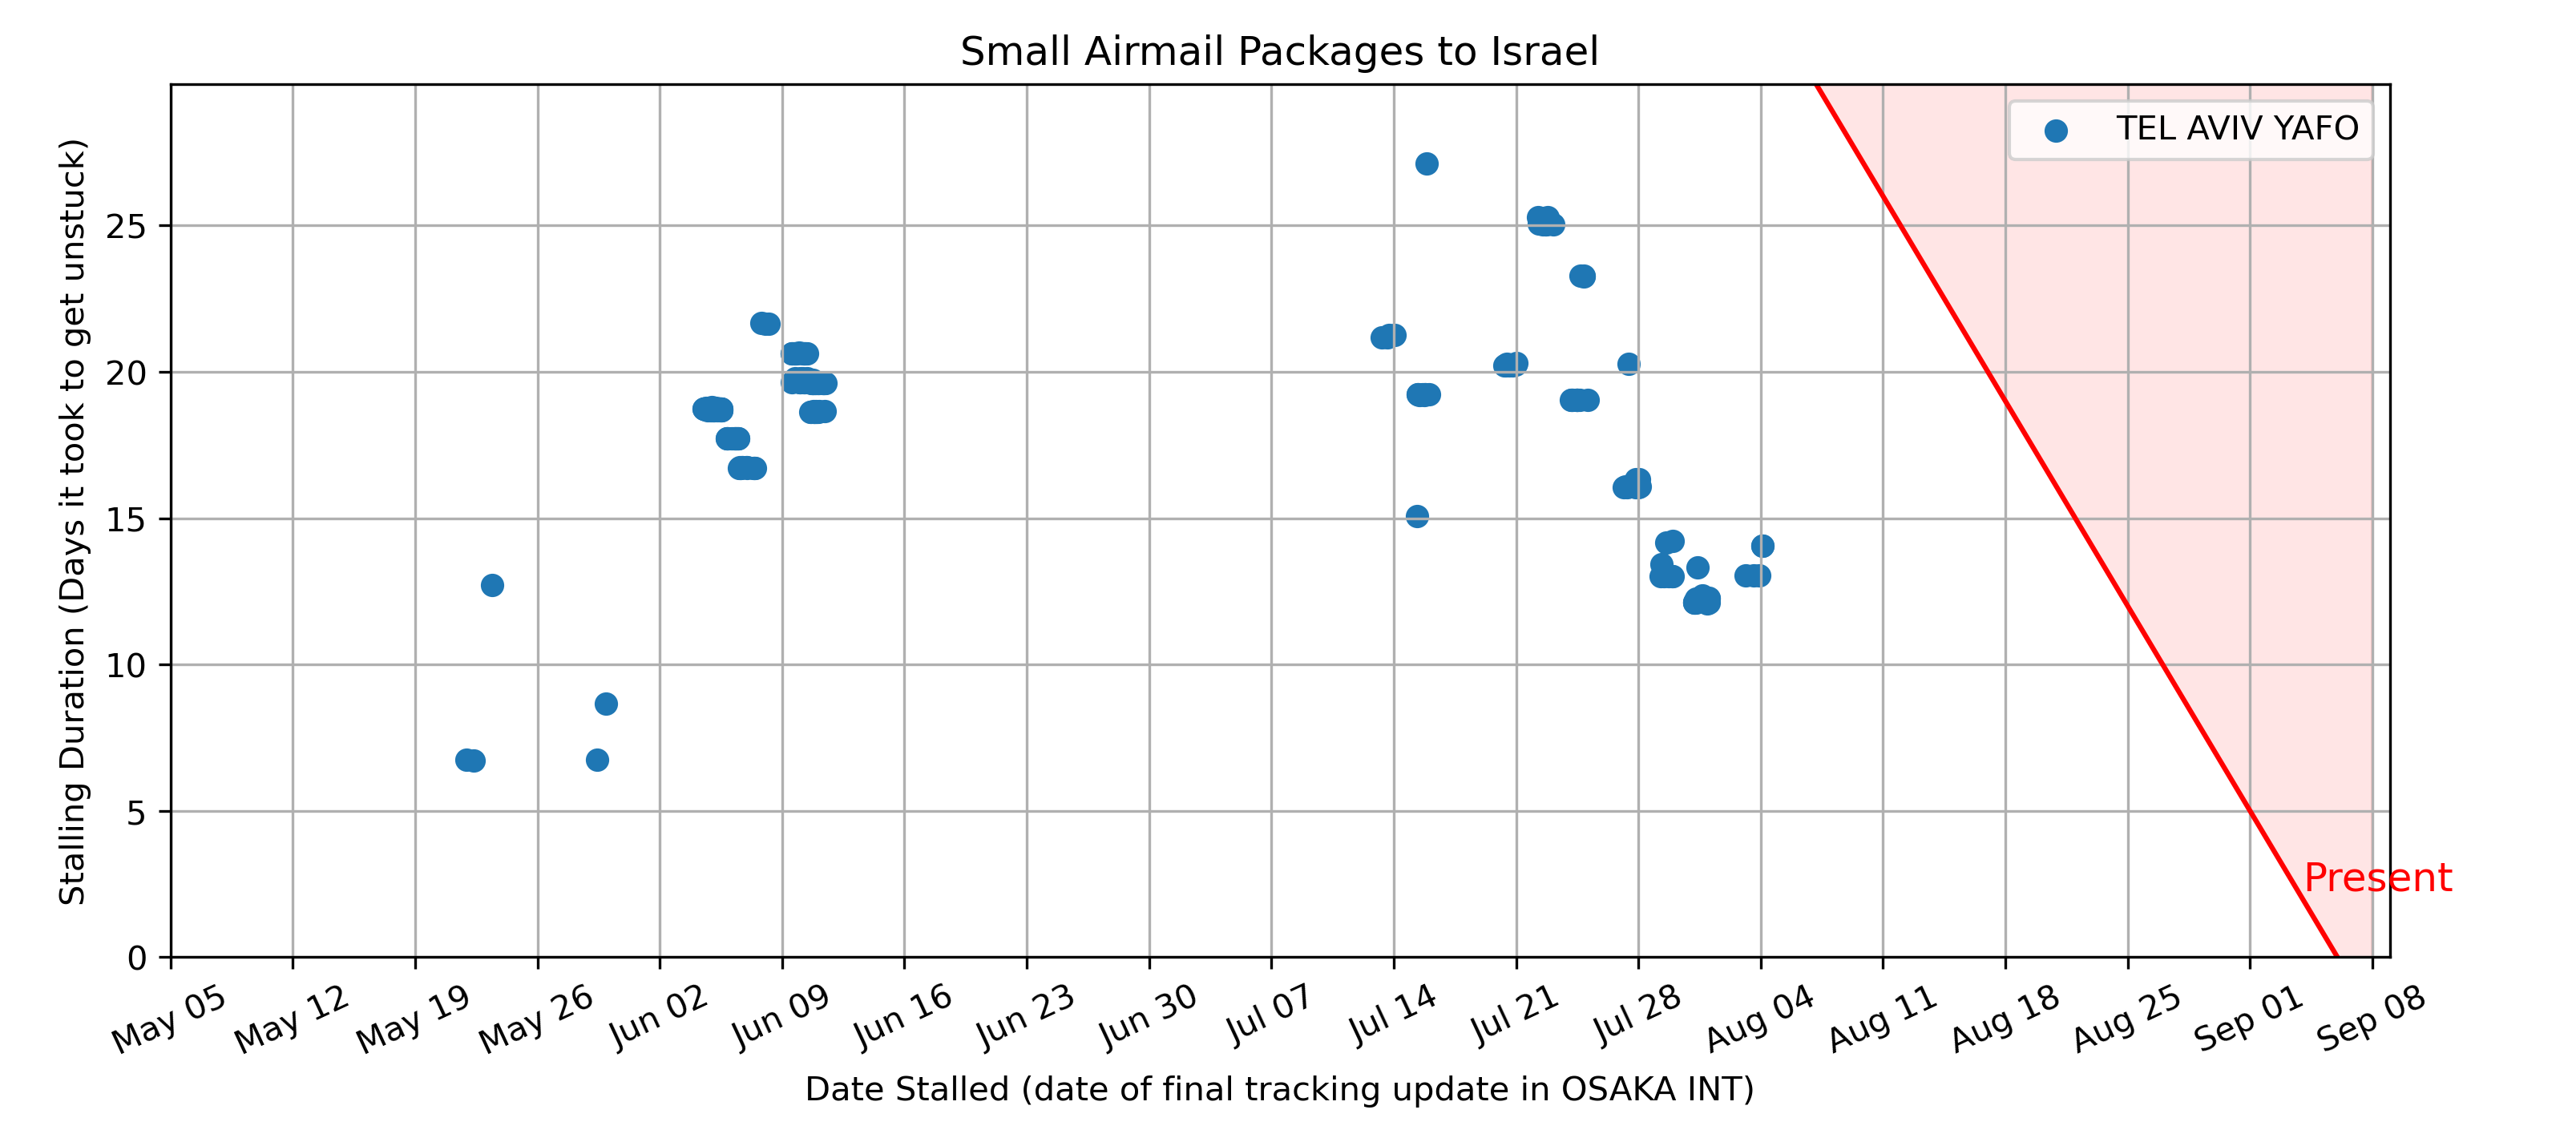 Small Airmail Packages to Israel
TEL AVIV YAFO
Stalling Duration (Days it took to get unstuck)
25
20
15
10
5
0
Present
May 05
May 12
May 19
May 26
Jun 02
Jun 09
Jun 16
Jun 23
Jun 30
Jul 07
Jul 14
Jul 21
Jul 28
Aug 04
Aug 11
Aug 18
Aug 25
Sep 01
Sep 08
Date Stalled (date of final tracking update in OSAKA INT)